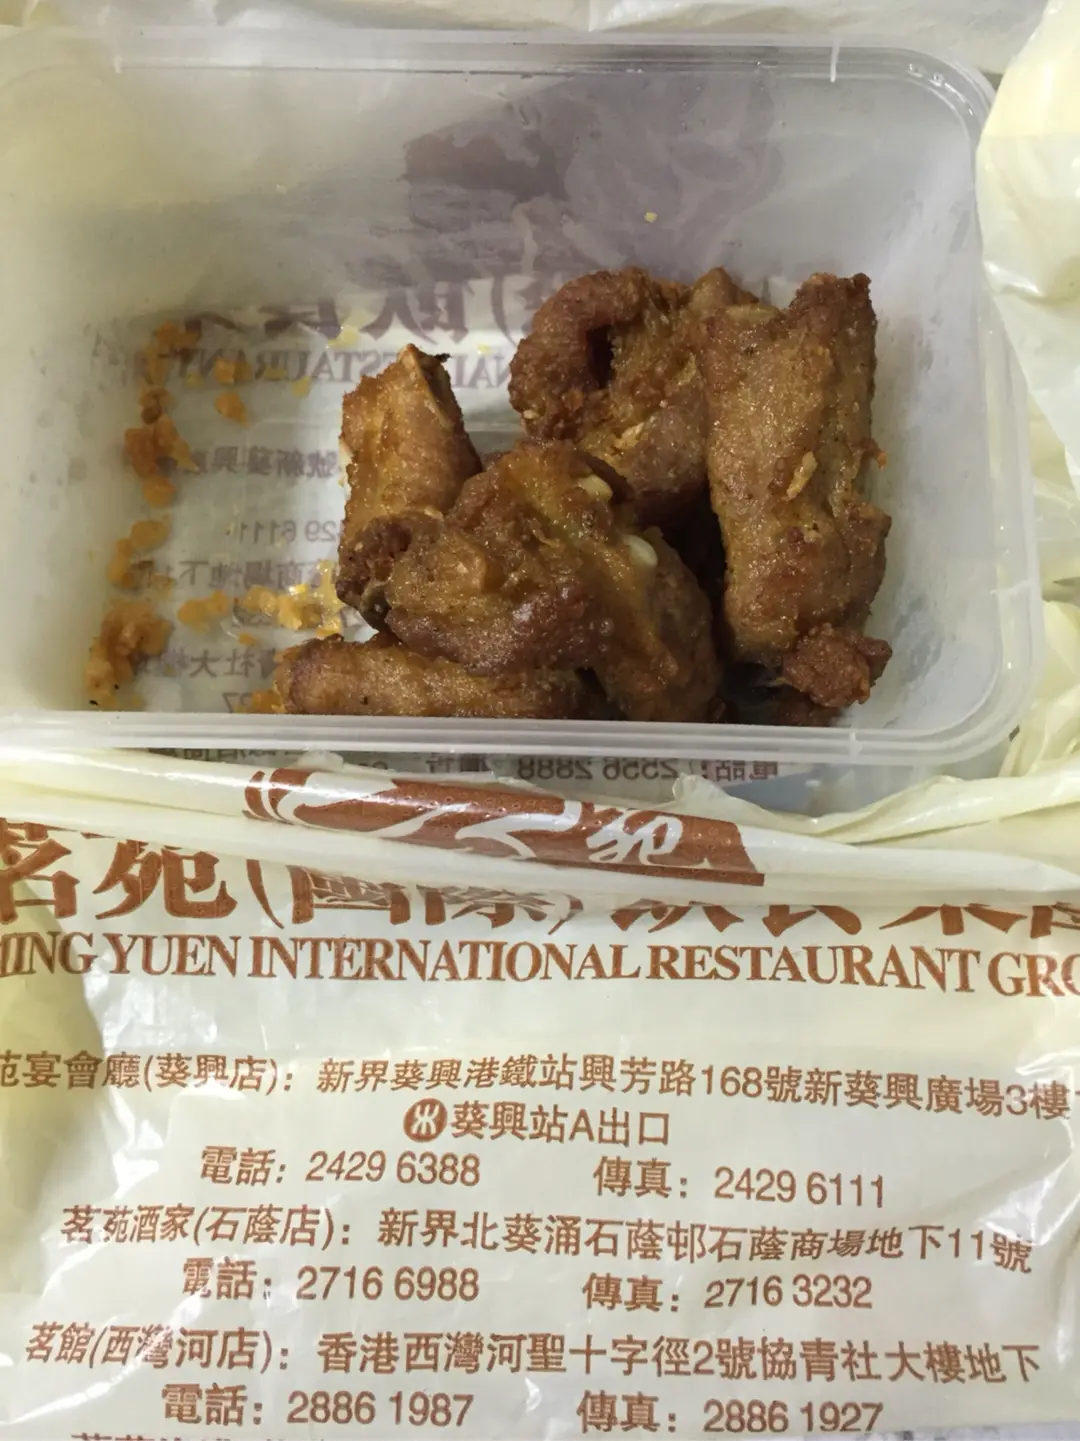 苑
茗苑(國際)飲食集團
MING YUEN INTERNATIONAL RESTAURANT GRO
苑宴會廳(葵興店)：新界葵興港鐵站興芳路168號新葵興廣場3樓
葵興站A出口
電話：2429 6388 傳真：2429 6111
茗苑酒家(石蔭店)：新界北葵涌石蔭邨石蔭商場地下11號
電話：2716 6988 傳真：2716 3232
茗館(西灣河店)：香港西灣河聖十字徑2號協青社大樓地下
電話：2886 1987 傳真：2886 1927